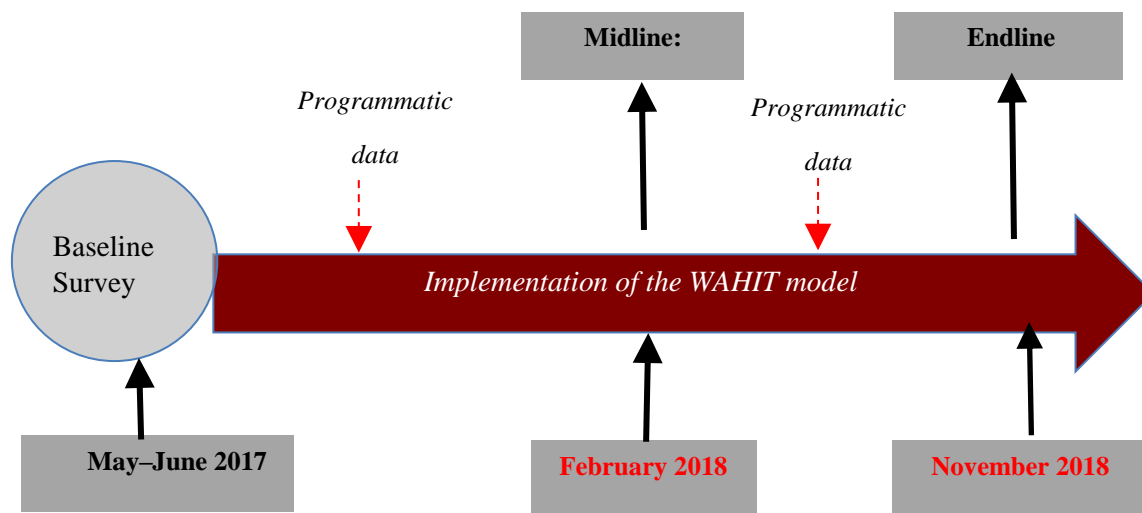 Midline:
Endline
Programmatic
data
Programmatic
data
Baseline
Survey
Implementation of the WAHIT model
May–June 2017
February 2018
November 2018